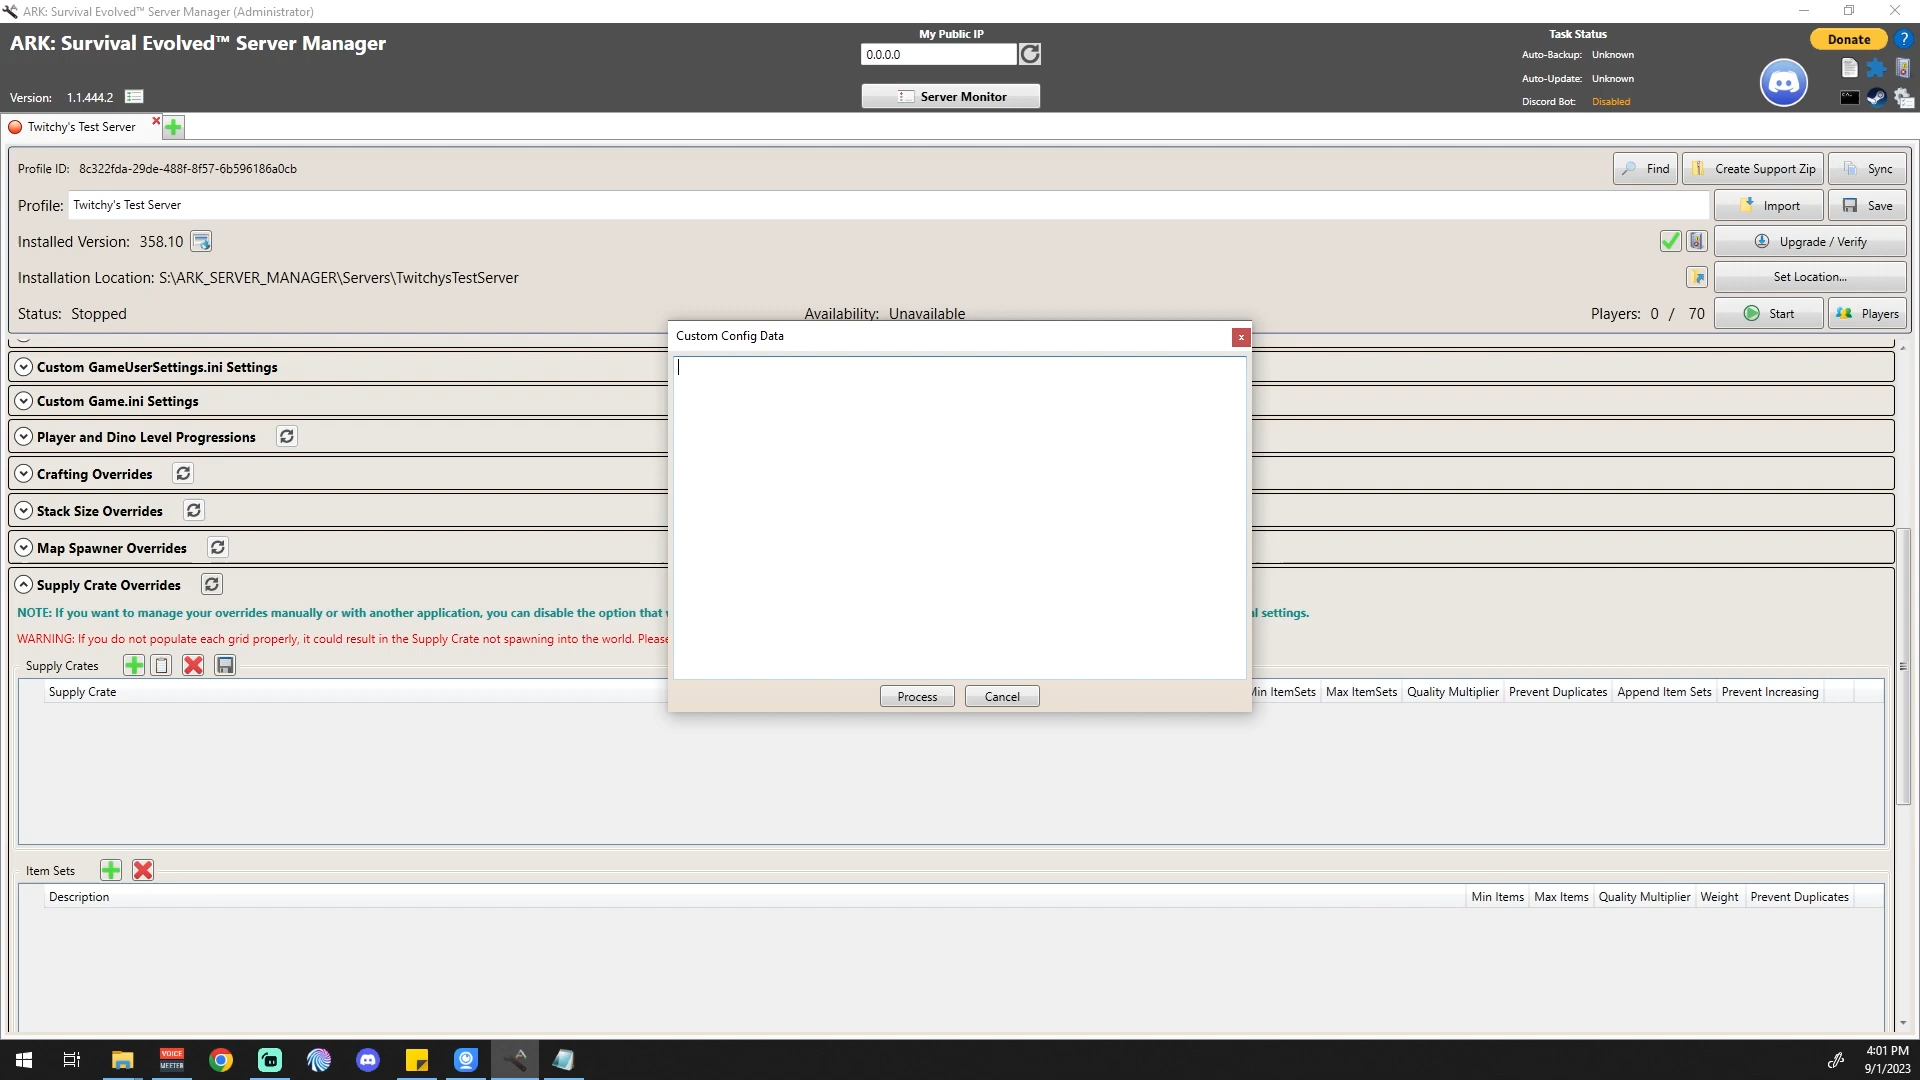 ARK: Survival Evolved™ Server Manager (Administrator)
ARK: Survival Evolved™ Server Manager
My Public IP
Task Status
Donate
?
0.0.0.0
Auto-Backup: Unknown
Auto-Update: Unknown
Version: 1.1.444.2
Server Monitor
Discord Bot: Disabled
Twitchy's Test Server
Profile ID: 8c322fda-29de-488f-8f57-6b596186a0cb
Find
Create Support Zip
Sync
Profile: Twitchy's Test Server
Import
Save
Installed Version: 358.10
Upgrade / Verify
Installation Location: S:\ARK_SERVER_MANAGER\Servers\TwitchysTestServer
Set Location...
Status: Stopped
Availability: Unavailable
Players: 0 / 70
Start
Players
Custom Config Data
Custom GameUserSettings.ini Settings
Custom Game.ini Settings
Player and Dino Level Progressions
Crafting Overrides
Stack Size Overrides
Map Spawner Overrides
Supply Crate Overrides
NOTE: If you want to manage your overrides manually or with another application, you can disable the option that
settings.
WARNING: If you do not populate each grid properly, it could result in the Supply Crate not spawning into the world. Please
Supply Crates
Supply Crate
Process
Cancel
Min ItemSets Max ItemSets Quality Multiplier Prevent Duplicates Append Item Sets Prevent Increasing
Item Sets
Description
Min Items Max Items Quality Multiplier Weight Prevent Duplicates
VOICE
MEETER
4:01 PM
9/1/2023